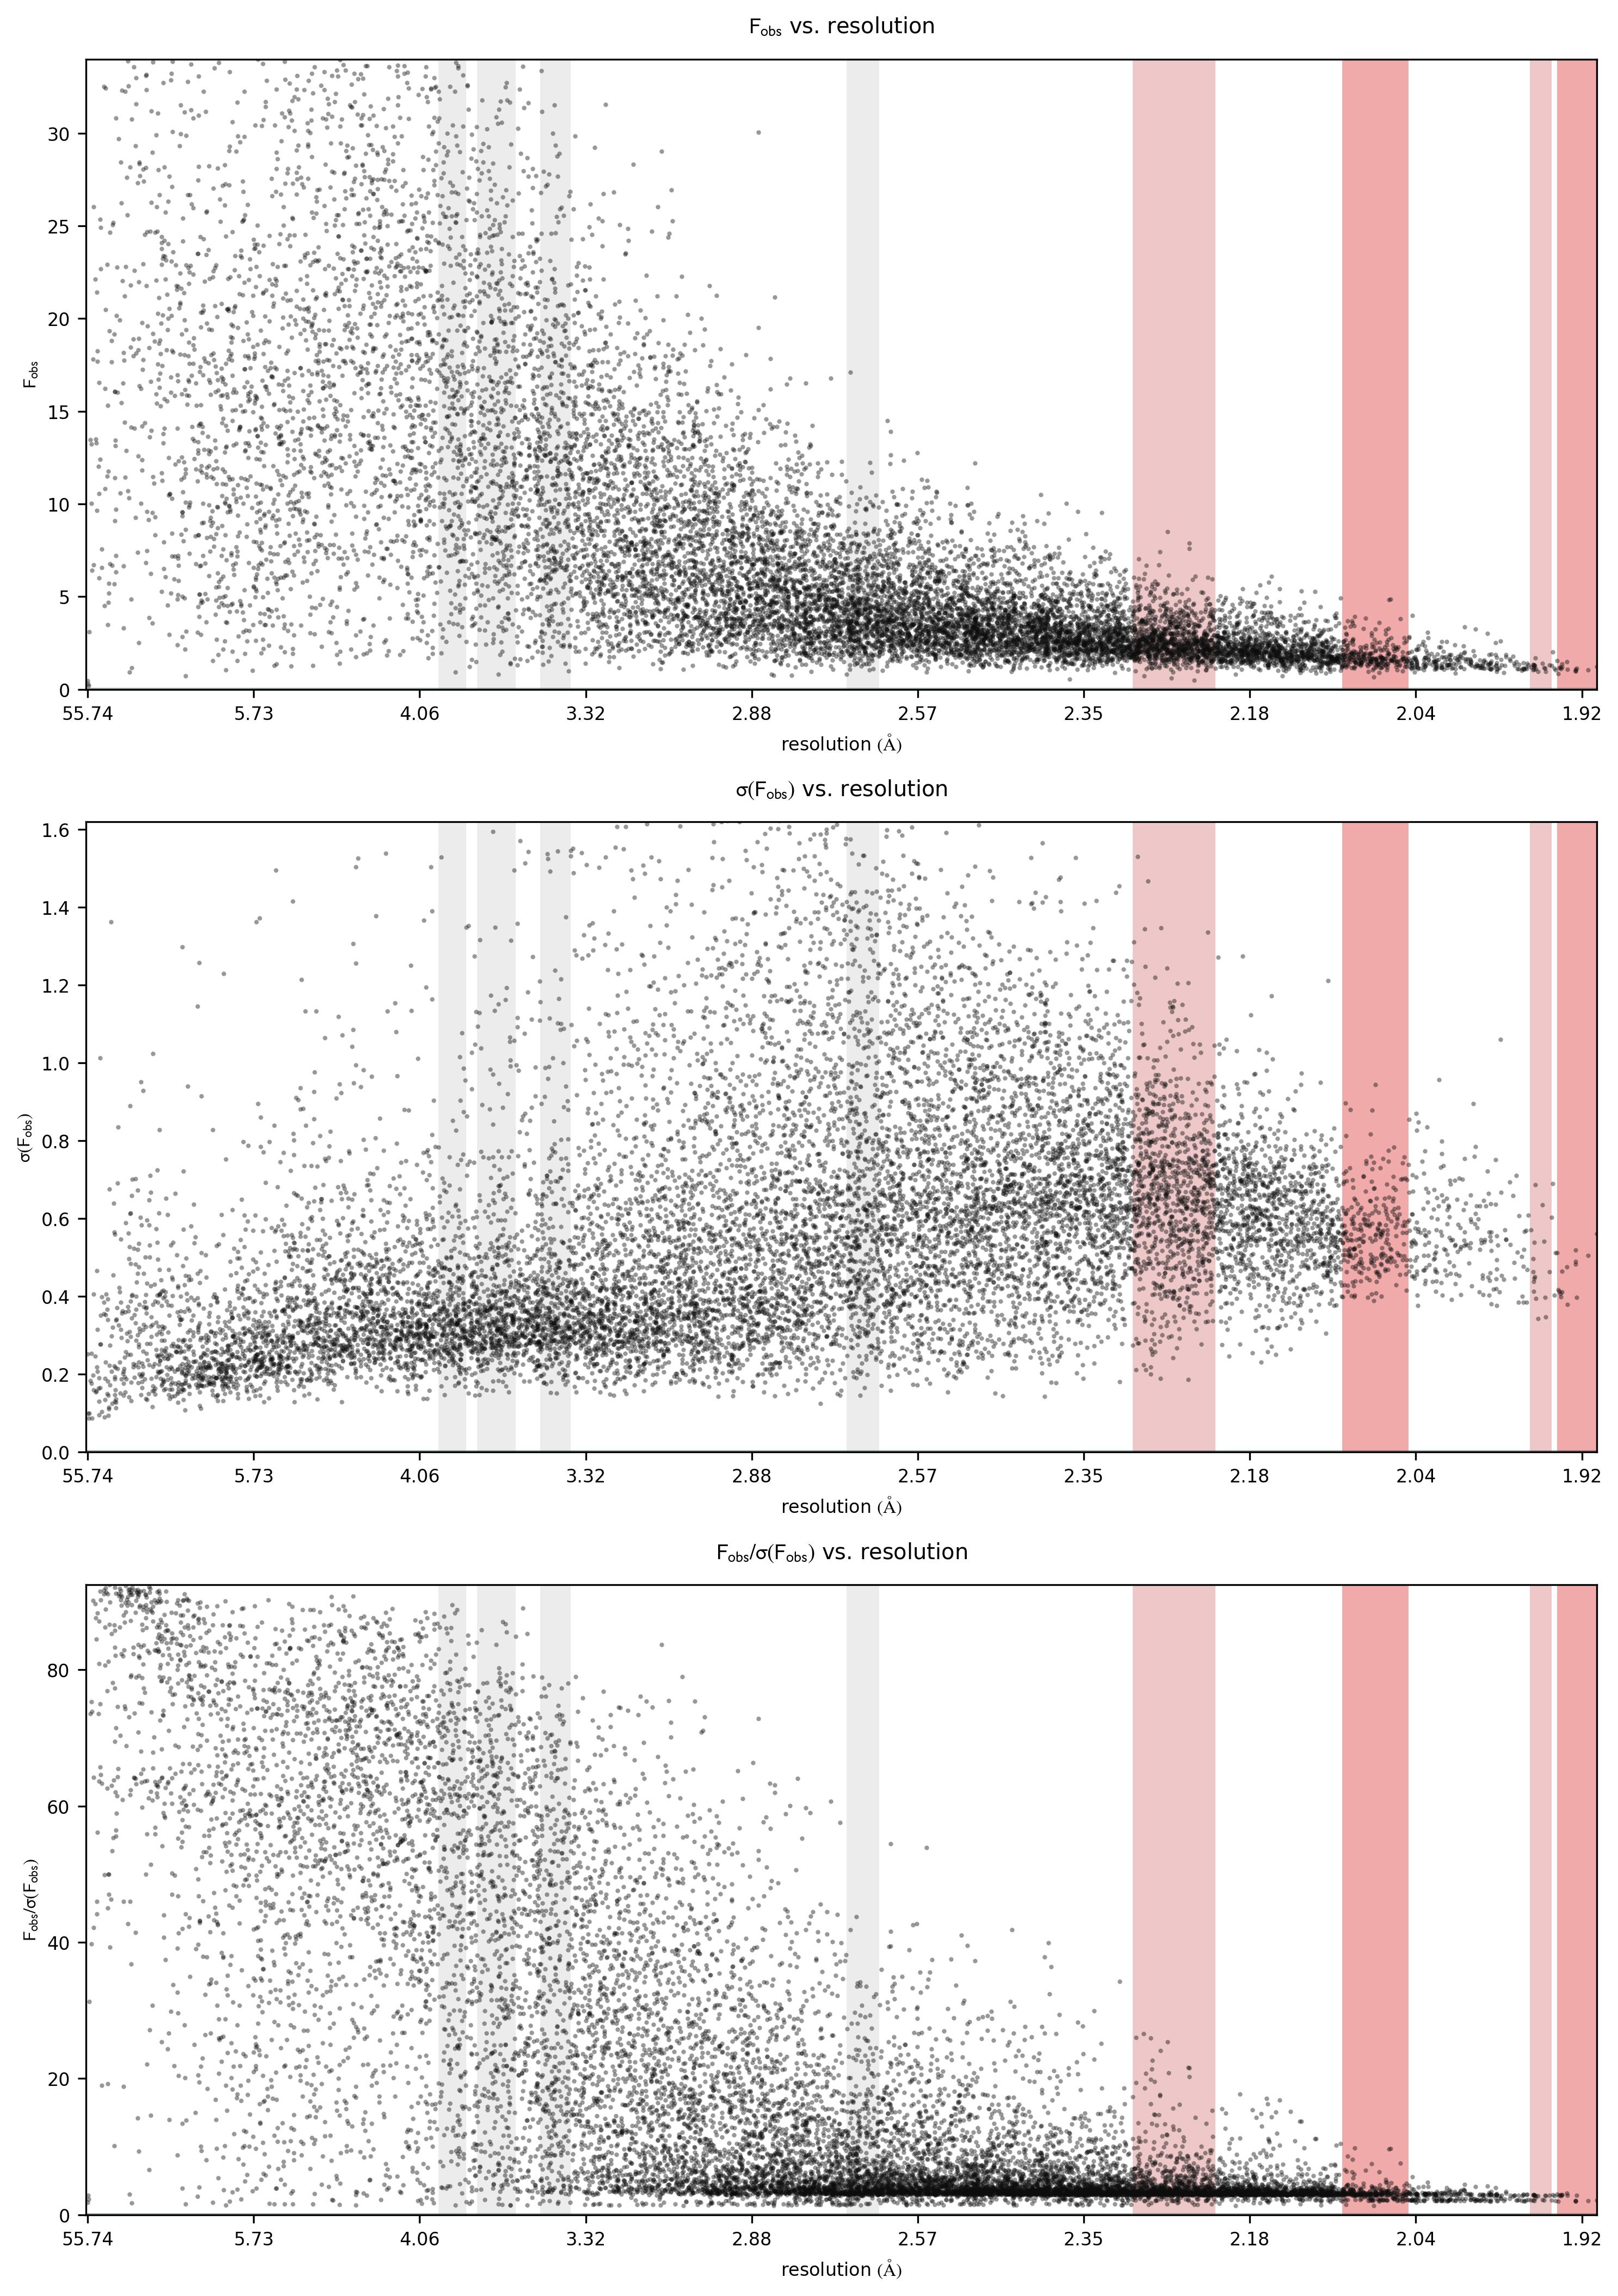 Fobs vs. resolution
30
25
20
15
10
5
0
Fobs
55.74 5.73 4.06 3.32 2.88 2.57 2.35 2.18 2.04 1.92
resolution (Å)
σ(Fobs) vs. resolution
1.6
1.4
1.2
1.0
0.8
0.6
0.4
0.2
0.0
σ(Fobs)
55.74 5.73 4.06 3.32 2.88 2.57 2.35 2.18 2.04 1.92
resolution (Å)
Fobs/σ(Fobs) vs. resolution
80
60
40
20
0
Fobs/σ(Fobs)
55.74 5.73 4.06 3.32 2.88 2.57 2.35 2.18 2.04 1.92
resolution (Å)